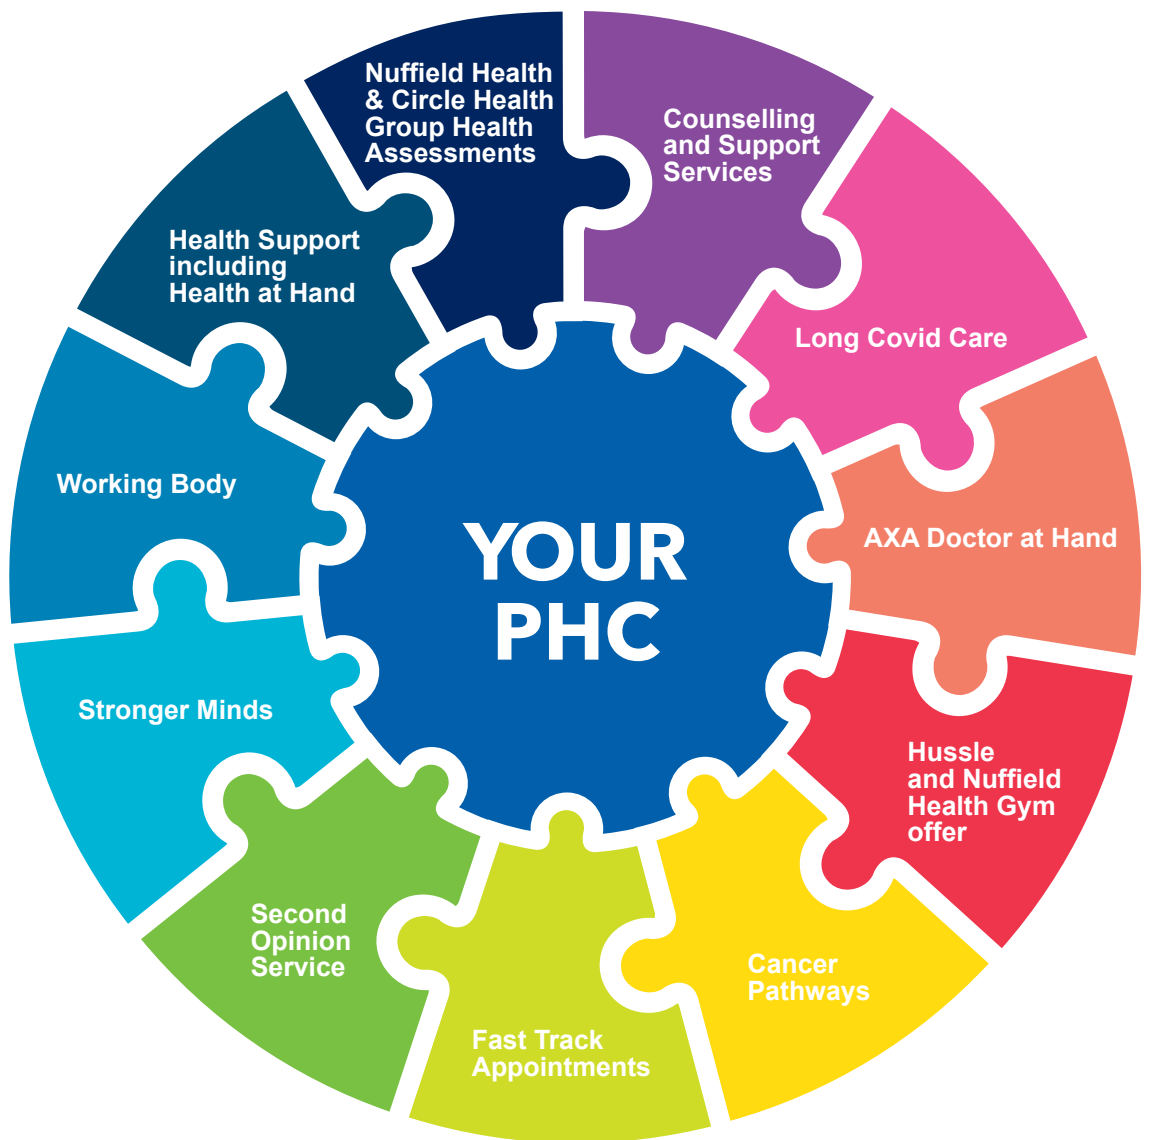 Nuffield Health
& Circle Health
Group Health
Assessments
Counselling
and Support
Services
Long Covid Care
AXA Doctor at Hand
Hussle
and Nuffield
Health Gym
offer
Cancer
Pathways
Fast Track
Appointments
Second
Opinion
Service
Stronger Minds
Working Body
Health Support
including
Health at Hand
YOUR
PHC